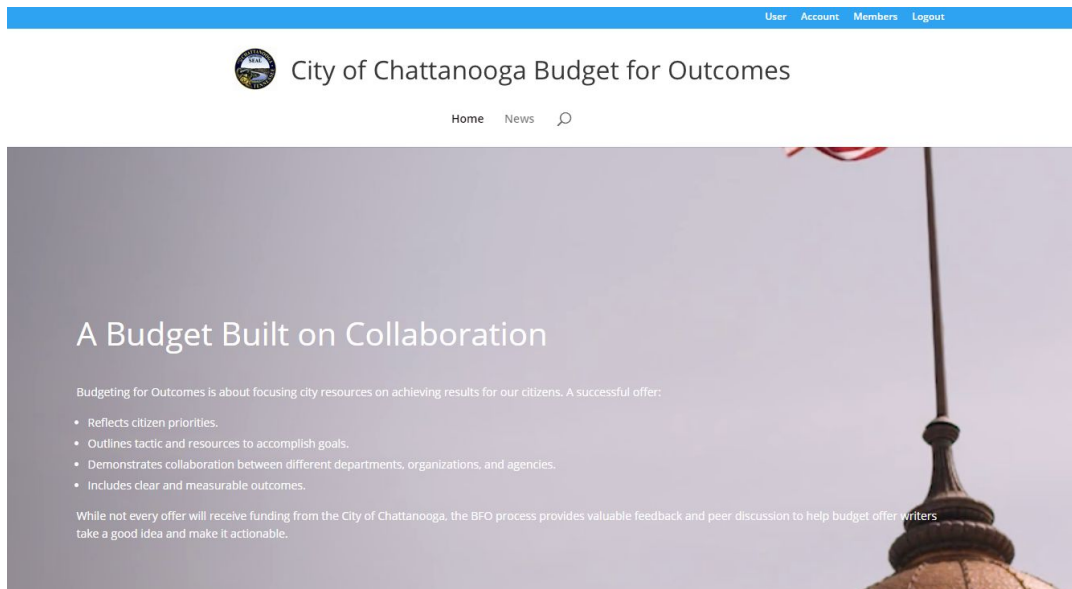 User Account Members Logout
SEAL
City of Chattanooga Budget for Outcomes
Home News
A Budget Built on Collaboration
Budgeting for Outcomes is about focusing city resources on achieving results for our citizens. A successful offer:
• Reflects citizen priorities.
• Outlines tactic and resources to accomplish goals.
• Demonstrates collaboration between different departments, organizations, and agencies.
• Includes clear and measurable outcomes.
While not every offer will receive funding from the City of Chattanooga, the BFO process provides valuable feedback and peer discussion to help budget offer writers
take a good idea and make it actionable.